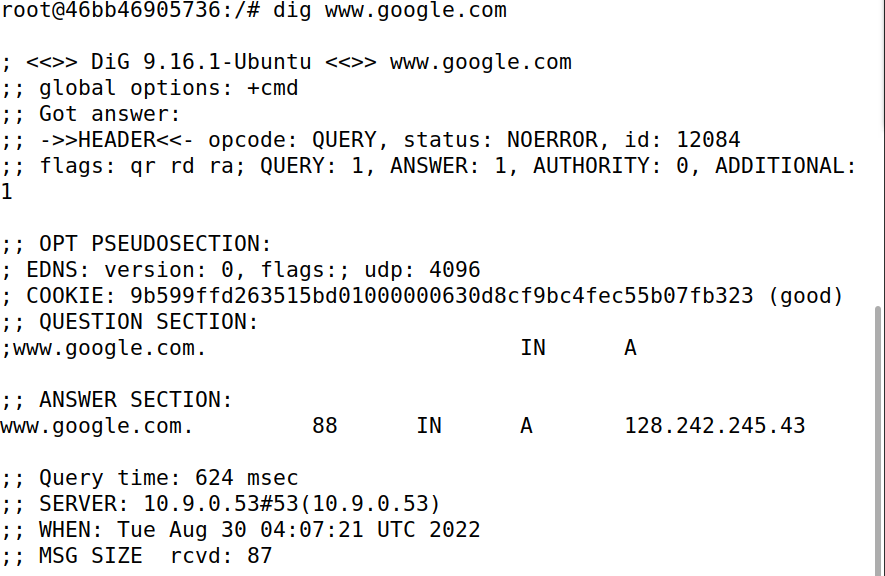 root@46bb46905736:/# dig www.google.com
; <<>> DiG 9.16.1-Ubuntu <<>> www.google.com
;; global options: +cmd
;; Got answer:
;; ->>HEADER<<- opcode: QUERY, status: NOERROR, id: 12084
;; flags: qr rd ra; QUERY: 1, ANSWER: 1, AUTHORITY: 0, ADDITIONAL:
1
;; OPT PSEUDOSECTION:
; EDNS: version: 0, flags:; udp: 4096
; COOKIE: 9b599ffd263515bd01000000630d8cf9bc4fec55b07fb323 (good)
;; QUESTION SECTION:
;www.google.com. IN A
;; ANSWER SECTION:
www.google.com. 88 IN A 128.242.245.43
;; Query time: 624 msec
;; SERVER: 10.9.0.53#53(10.9.0.53)
;; WHEN: Tue Aug 30 04:07:21 UTC 2022
;; MSG SIZE  rcvd: 87